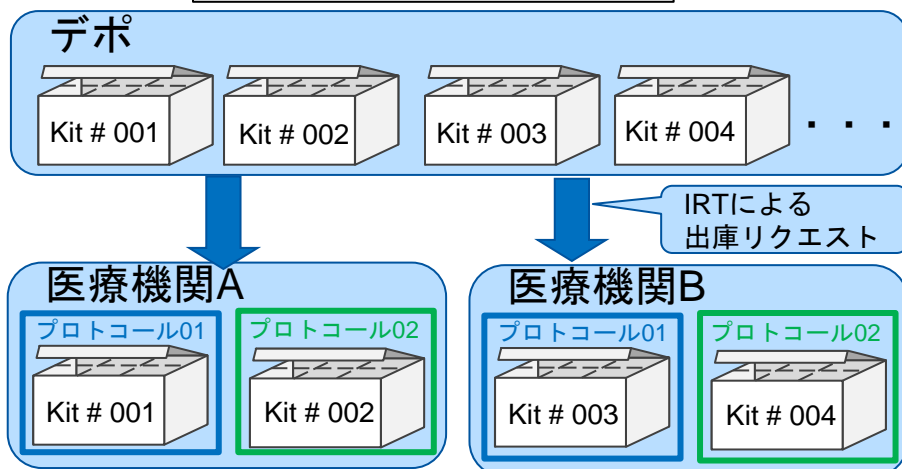 デポ
Kit # 001
Kit # 002
Kit # 003
Kit # 004
・・・
IRTによる
出庫リクエスト
医療機関A
プロトコール01
Kit # 001
プロトコール02
Kit # 002
医療機関B
プロトコール01
Kit # 003
プロトコール02
Kit # 004